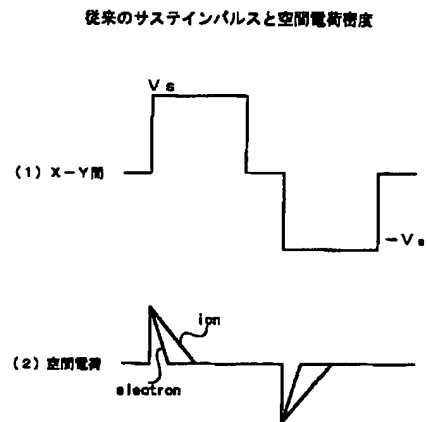 従来のサステインパルスと空間電荷密度
Vs
(1) X-Y間
-Vs
ion
(2) 空間電荷
electron